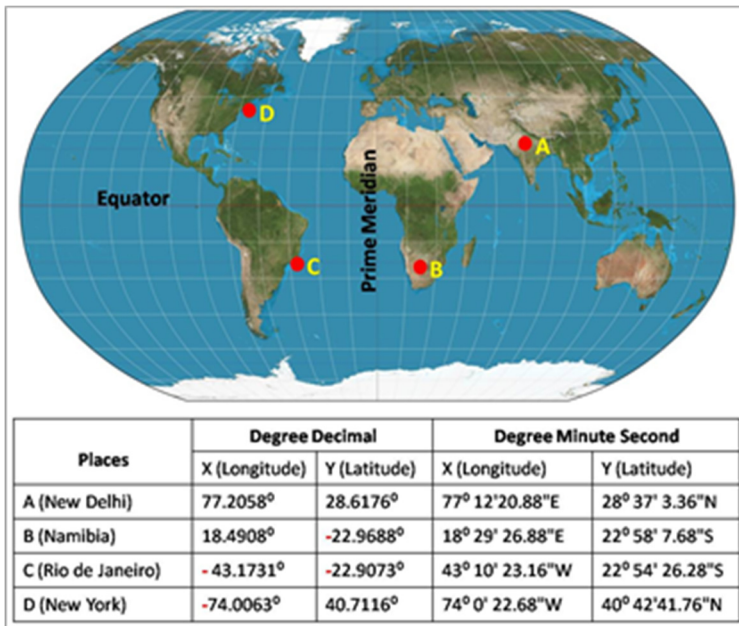 D
A
Equator
Prime Meridian
C
B
Places
Degree Decimal
Degree Minute Second
X (Longitude)
Y (Latitude)
X (Longitude)
Y (Latitude)
A (New Delhi) 77.2058⁰ 28.6176⁰ 77⁰ 12'20.88"E 28⁰ 37' 3.36"N
B (Namibia) 18.4908⁰ -22.9688⁰ 18⁰ 29' 26.88"E 22⁰ 58' 7.68"S
C (Rio de Janeiro) - 43.1731⁰ -22.9073⁰ 43⁰ 10' 23.16"W 22⁰ 54' 26.28"S
D (New York) -74.0063⁰ 40.7116⁰ 74⁰ 0' 22.68"W 40⁰ 42'41.76"N